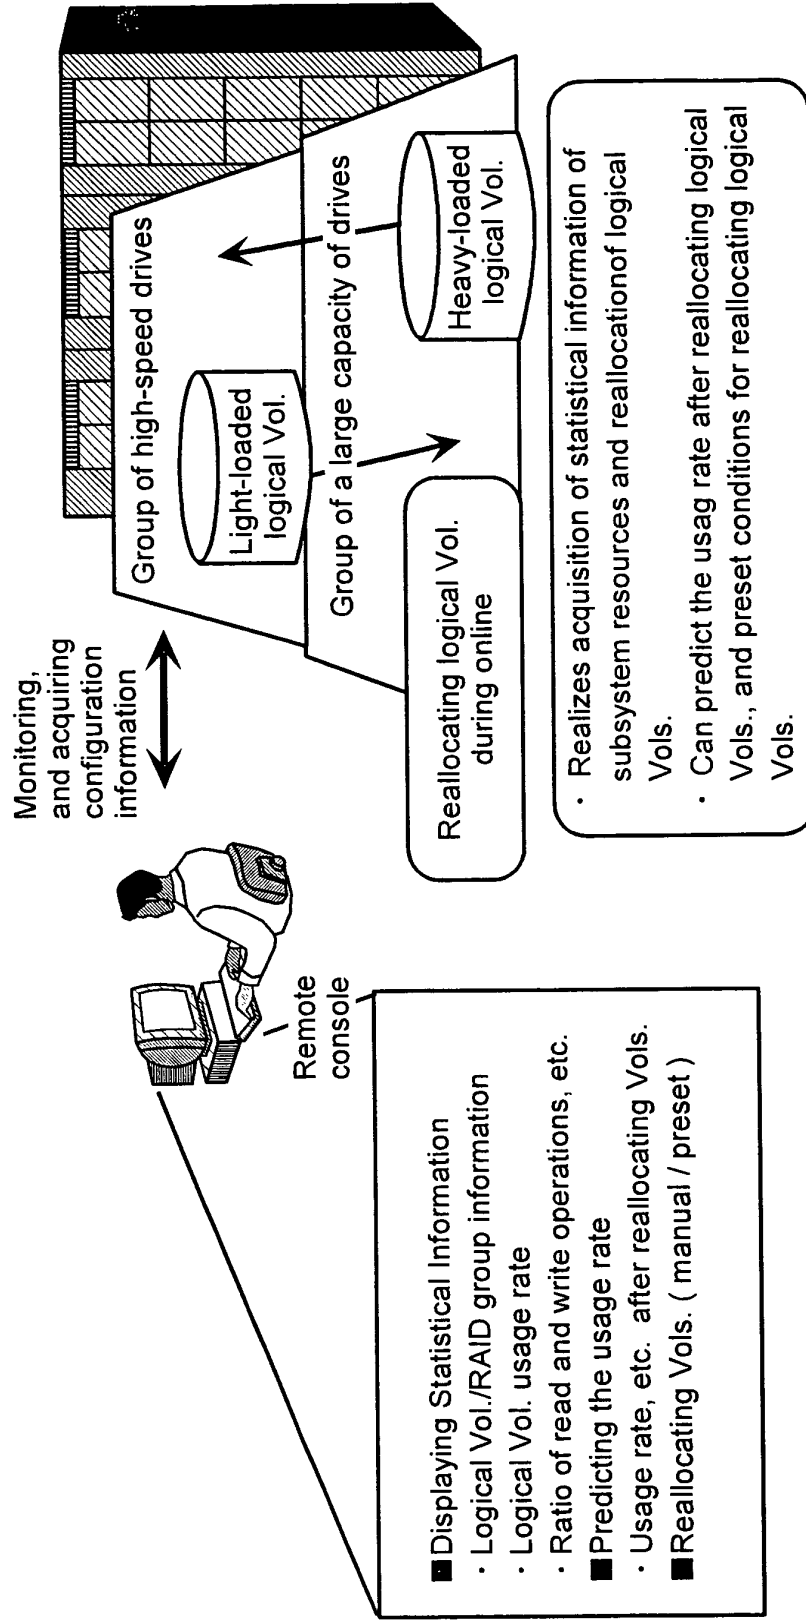 Monitoring,
and acquiring
configuration
information
Group of high-speed drives
Light-loaded
logical Vol.
Group of a large capacity of drives
Heavy-loaded
logical Vol.
Reallocating logical Vol.
during online
Remote
console
■ Displaying Statistical Information
・ Logical Vol./RAID group information
・ Logical Vol. usage rate
・ Ratio of read and write operations, etc.
■ Predicting the usage rate
・ Usage rate, etc. after reallocating Vols.
■ Reallocating Vols. ( manual / preset )
・ Realizes acquisition of statistical information of
subsystem resources and reallocationof logical
Vols.
・ Can predict the usag rate after reallocating logical
Vols., and preset conditions for reallocating logical
Vols.